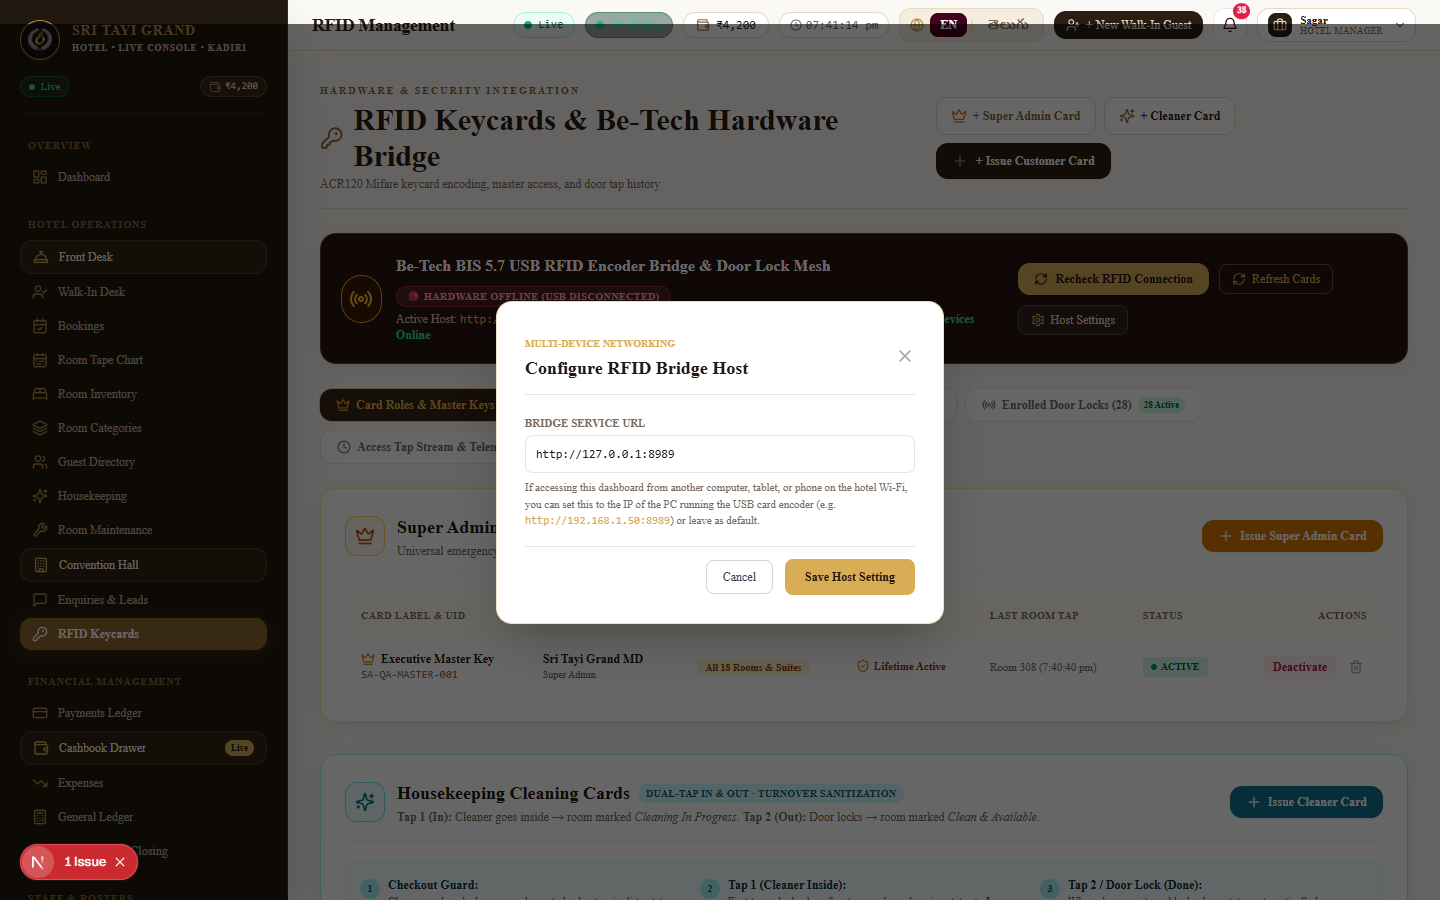 SRI TAYI GRAND
HOTEL • LIVE CONSOLE • KADIRI
Live
₹4,200
OVERVIEW
Dashboard
HOTEL OPERATIONS
Front Desk
Walk-In Desk
Bookings
Room Tape Chart
Room Inventory
Room Categories
Guest Directory
Housekeeping
Room Maintenance
Convention Hall
Enquiries & Leads
RFID Keycards
FINANCIAL MANAGEMENT
Payments Ledger
Cashbook Drawer
Live
Expenses
General Ledger
Closing
STAFF & ROSTERS
N 1 Issue
RFID Management
Live
₹4,200
07:41:14 pm
EN
తెలుగు
+ New Walk-In Guest
38
Sagar
HOTEL MANAGER
HARDWARE & SECURITY INTEGRATION
RFID Keycards & Be-Tech Hardware
Bridge
ACR120 Mifare keycard encoding, master access, and door tap history
+ Super Admin Card
+ Cleaner Card
+ Issue Customer Card
Be-Tech BIS 5.7 USB RFID Encoder Bridge & Door Lock Mesh
HARDWARE OFFLINE (USB DISCONNECTED)
Active Host: http:/
evices
Online
Recheck RFID Connection
Refresh Cards
Host Settings
Card Roles & Master Keys
Enrolled Door Locks (28)
28 Active
Access Tap Stream & Telem
MULTI-DEVICE NETWORKING
Configure RFID Bridge Host
BRIDGE SERVICE URL
http://127.0.0.1:8989
If accessing this dashboard from another computer, tablet, or phone on the hotel Wi-Fi,
you can set this to the IP of the PC running the USB card encoder (e.g.
http://192.168.1.50:8989) or leave as default.
Cancel
Save Host Setting
Super Admin
Universal emergency
Issue Super Admin Card
CARD LABEL & UID
LAST ROOM TAP
STATUS
ACTIONS
Executive Master Key
SA-QA-MASTER-001
Sri Tayi Grand MD
Super Admin
All 18 Rooms & Suites
Lifetime Active
Room 308 (7:40:40 pm)
ACTIVE
Deactivate
Housekeeping Cleaning Cards
DUAL-TAP IN & OUT · TURNOVER SANITIZATION
Tap 1 (In): Cleaner goes inside → room marked Cleaning In Progress. Tap 2 (Out): Door locks → room marked Clean & Available.
Issue Cleaner Card
1 Checkout Guard:
2 Tap 1 (Cleaner Inside):
3 Tap 2 / Door Lock (Done):